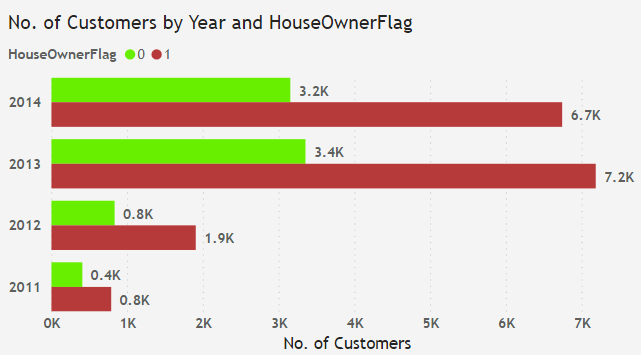 No. of Customers by Year and HouseOwnerFlag
HouseOwnerFlag 0 1
2014 3.2K
6.7K
2013 3.4K
7.2K
2012 0.8K
1.9K
2011 0.4K
0.8K
0K 1K 2K 3K 4K 5K 6K 7K
No. of Customers